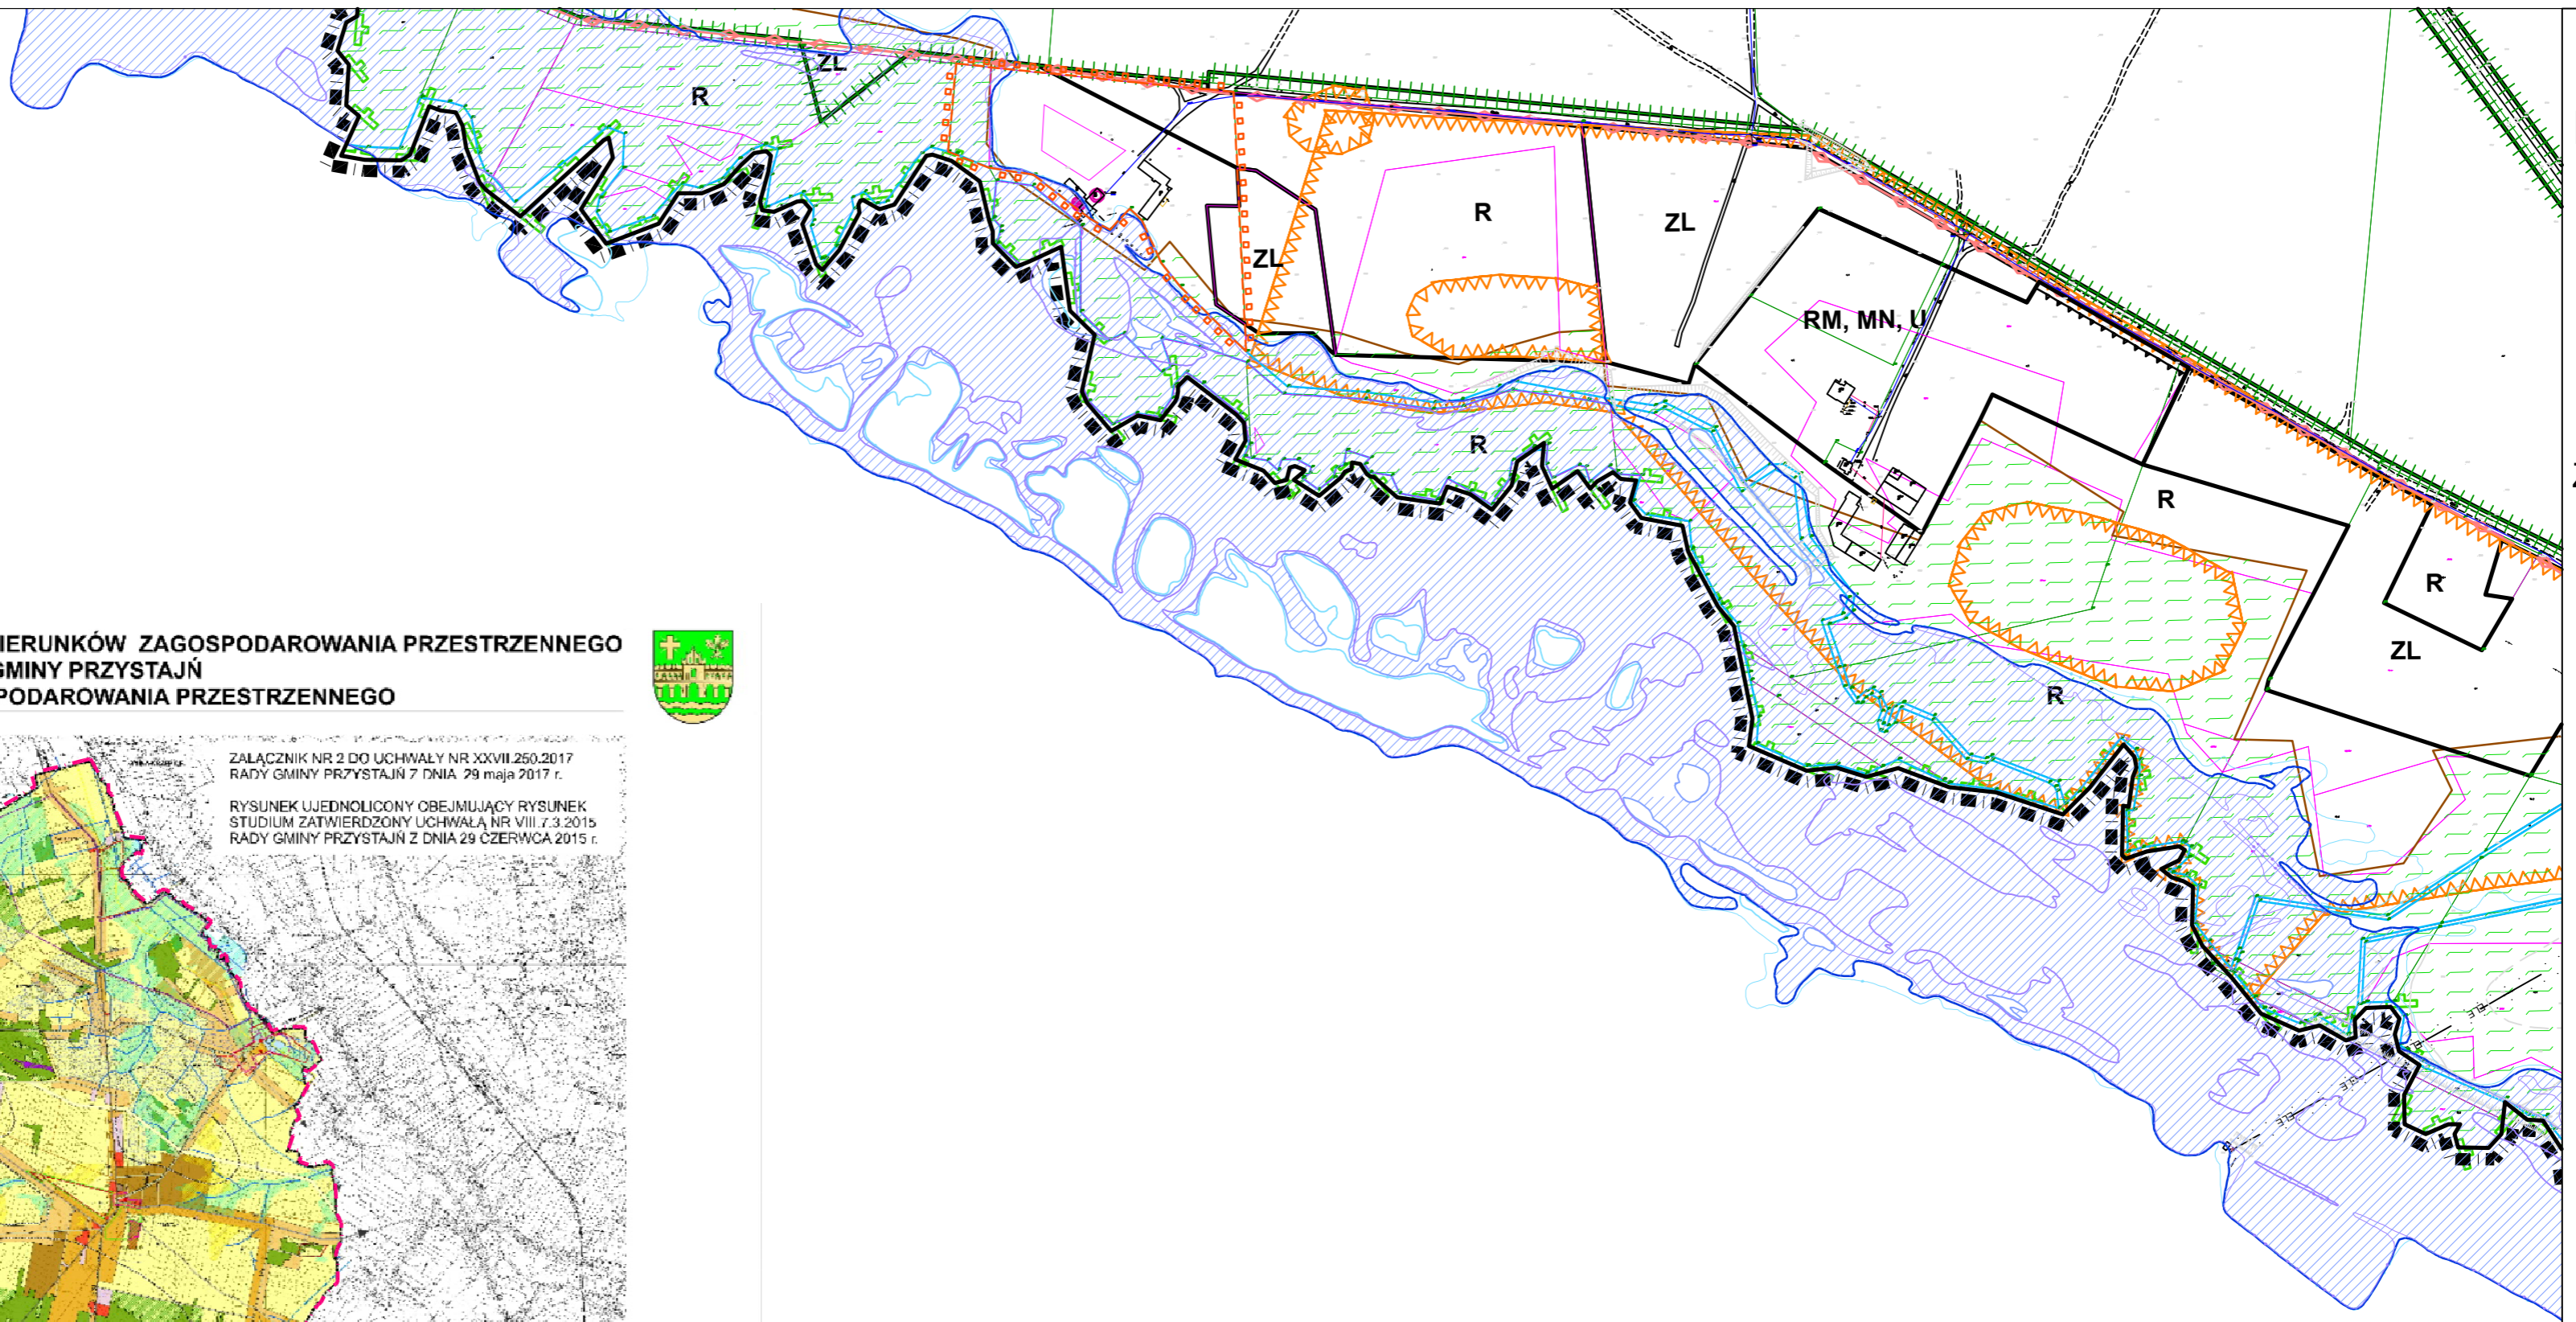 ZL
R
R
ZL
ZL
RM, MN, U
R
R
R
ZL
R
IERUNKÓW ZAGOSPODAROWANIA PRZESTRZENNEGO
GMINY PRZYSTAJŃ
PODAROWANIA PRZESTRZENNEGO
ZAŁĄCZNIK NR 2 DO UCHWAŁY NR XXVII.250.2017
RADY GMINY PRZYSTAJŃ Z DNIA 29 maja 2017 r.
RYSUNEK UJEDNOLICONY OBEJMUJĄCY RYSUNEK
STUDIUM ZATWIERDZONY UCHWAŁĄ NR VIII.7.3.2015
RADY GMINY PRZYSTAJŃ Z DNIA 29 CZERWCA 2015 r.